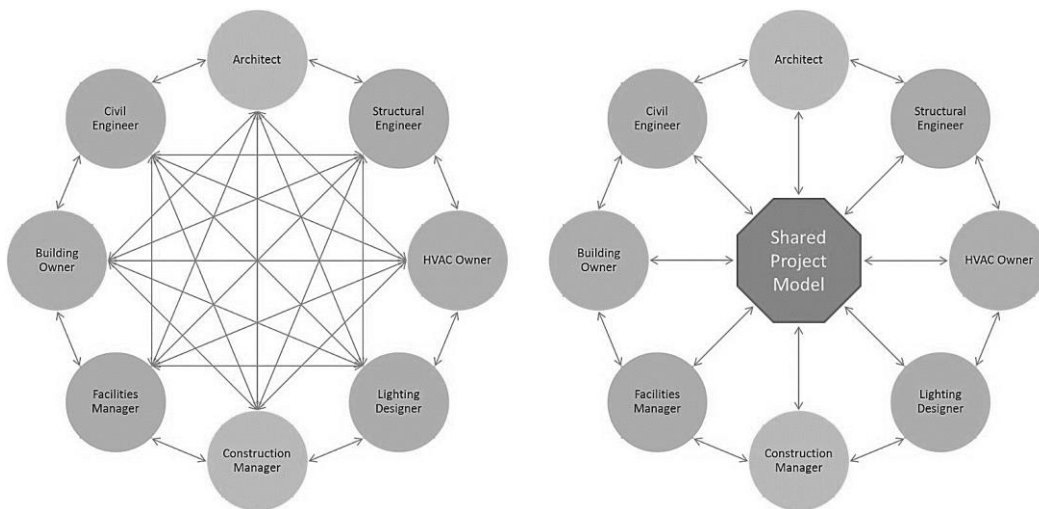 Architect
Civil
Engineer
Structural
Engineer
Building
Owner
HVAC Owner
Facilities
Manager
Lighting
Designer
Construction
Manager
Architect
Civil
Engineer
Structural
Engineer
Building
Owner
Shared
Project
Model
HVAC Owner
Facilities
Manager
Lighting
Designer
Construction
Manager